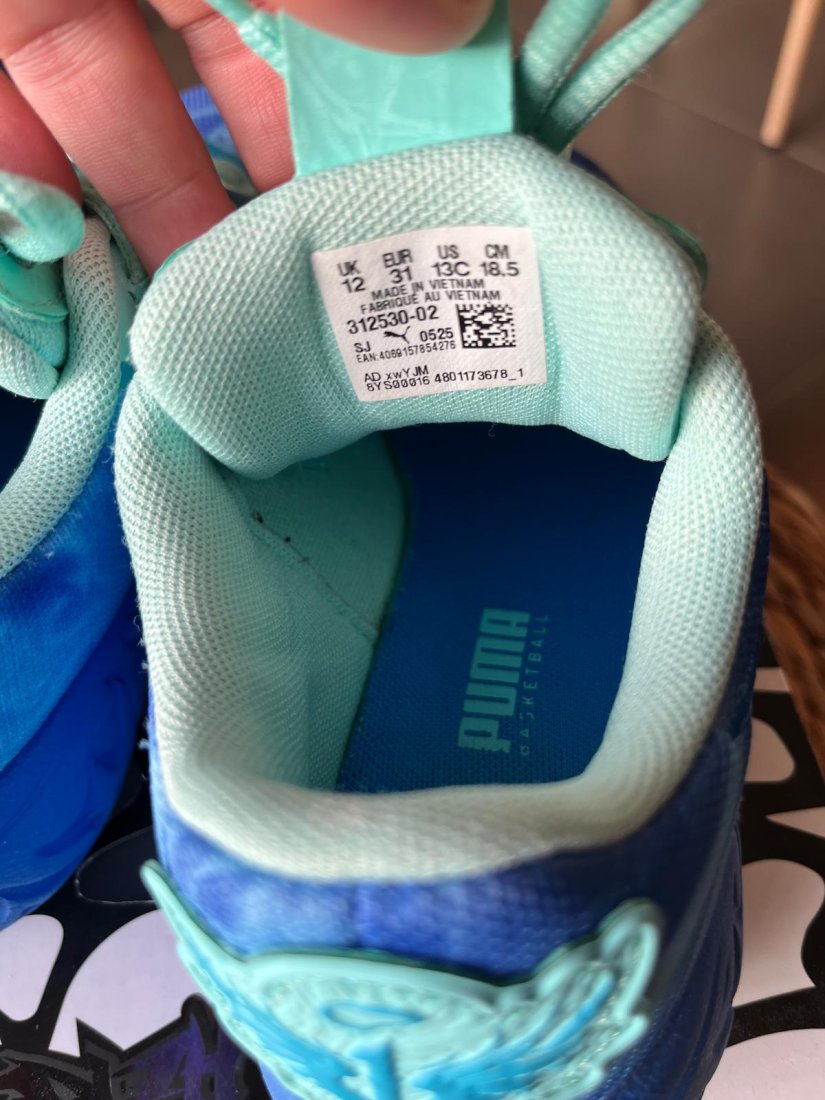 UK EUR US CM
12 31 13C 18.5
MADE IN VIETNAM
FABRIQUÉ AU VIETNAM
312530-02
SJ 0525
EAN:4069157854276
AD xwYJM
8YS00016 4801173678_1
PUMA
BASKETBALL